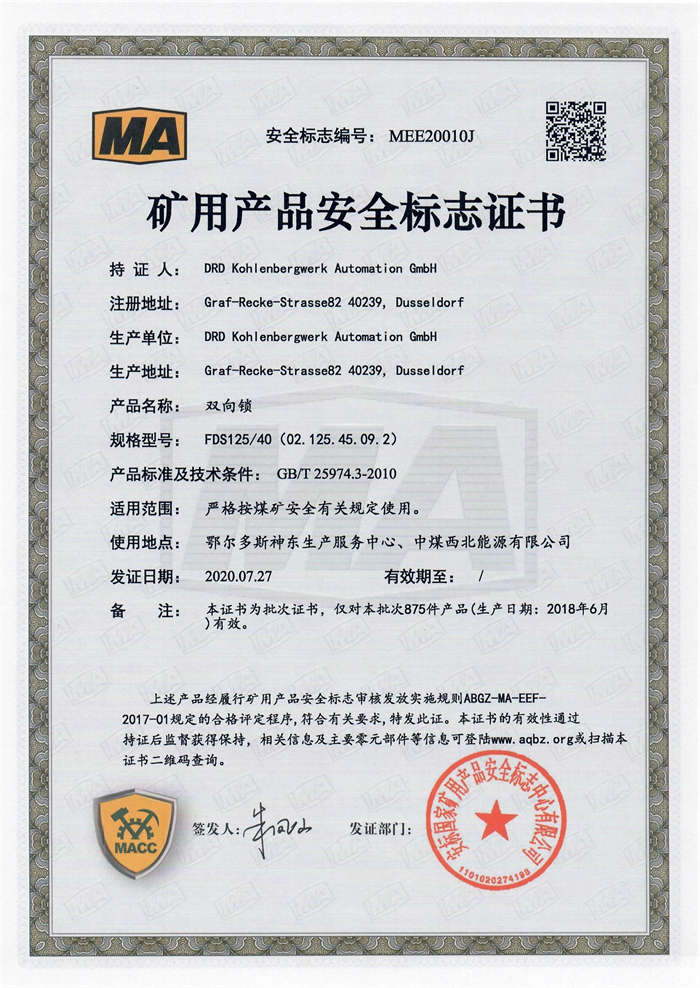 MA
安全标志编号： MEE20010J
矿用产品安全标志证书
持 证 人： DRD Kohlenbergwerk Automation GmbH
注册地址： Graf-Recke-Strasse82 40239, Dusseldorf
生产单位： DRD Kohlenbergwerk Automation GmbH
生产地址： Graf-Recke-Strasse82 40239, Dusseldorf
产品名称： 双向锁
规格型号： FDS125/40（02.125.45.09.2）
产品标准及技术条件： GB/T 25974.3-2010
适用范围： 严格按煤矿安全有关规定使用。
使用地点： 鄂尔多斯神东生产服务中心、中煤西北能源有限公司
发证日期： 2020.07.27 有效期至： /
备 注： 本证书为批次证书，仅对本批次875件产品(生产日期：2018年6月
)有效。
上述产品经履行矿用产品安全标志审核发放实施规则ABGZ-MA-EEF-
2017-01规定的合格评定程序,符合有关要求,特发此证。本证书的有效性通过
持证后监督获得保持，相关信息及主要零元部件等信息可登陆www.aqbz.org或扫描本
证书二维码查询。
MACC
签发人：
发证部门：
安标国家矿用产品安全标志中心有限公司
1101020274198